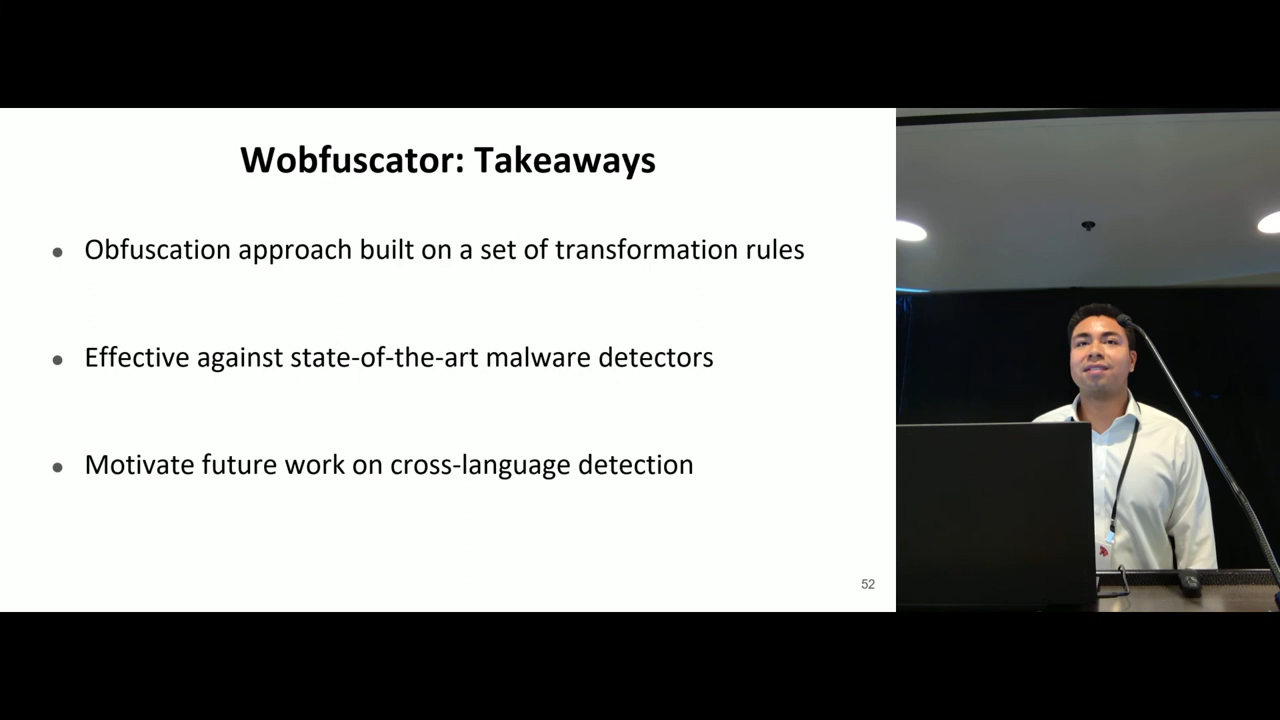 Wobfuscator: Takeaways
● Obfuscation approach built on a set of transformation rules
● Effective against state-of-the-art malware detectors
● Motivate future work on cross-language detection
52